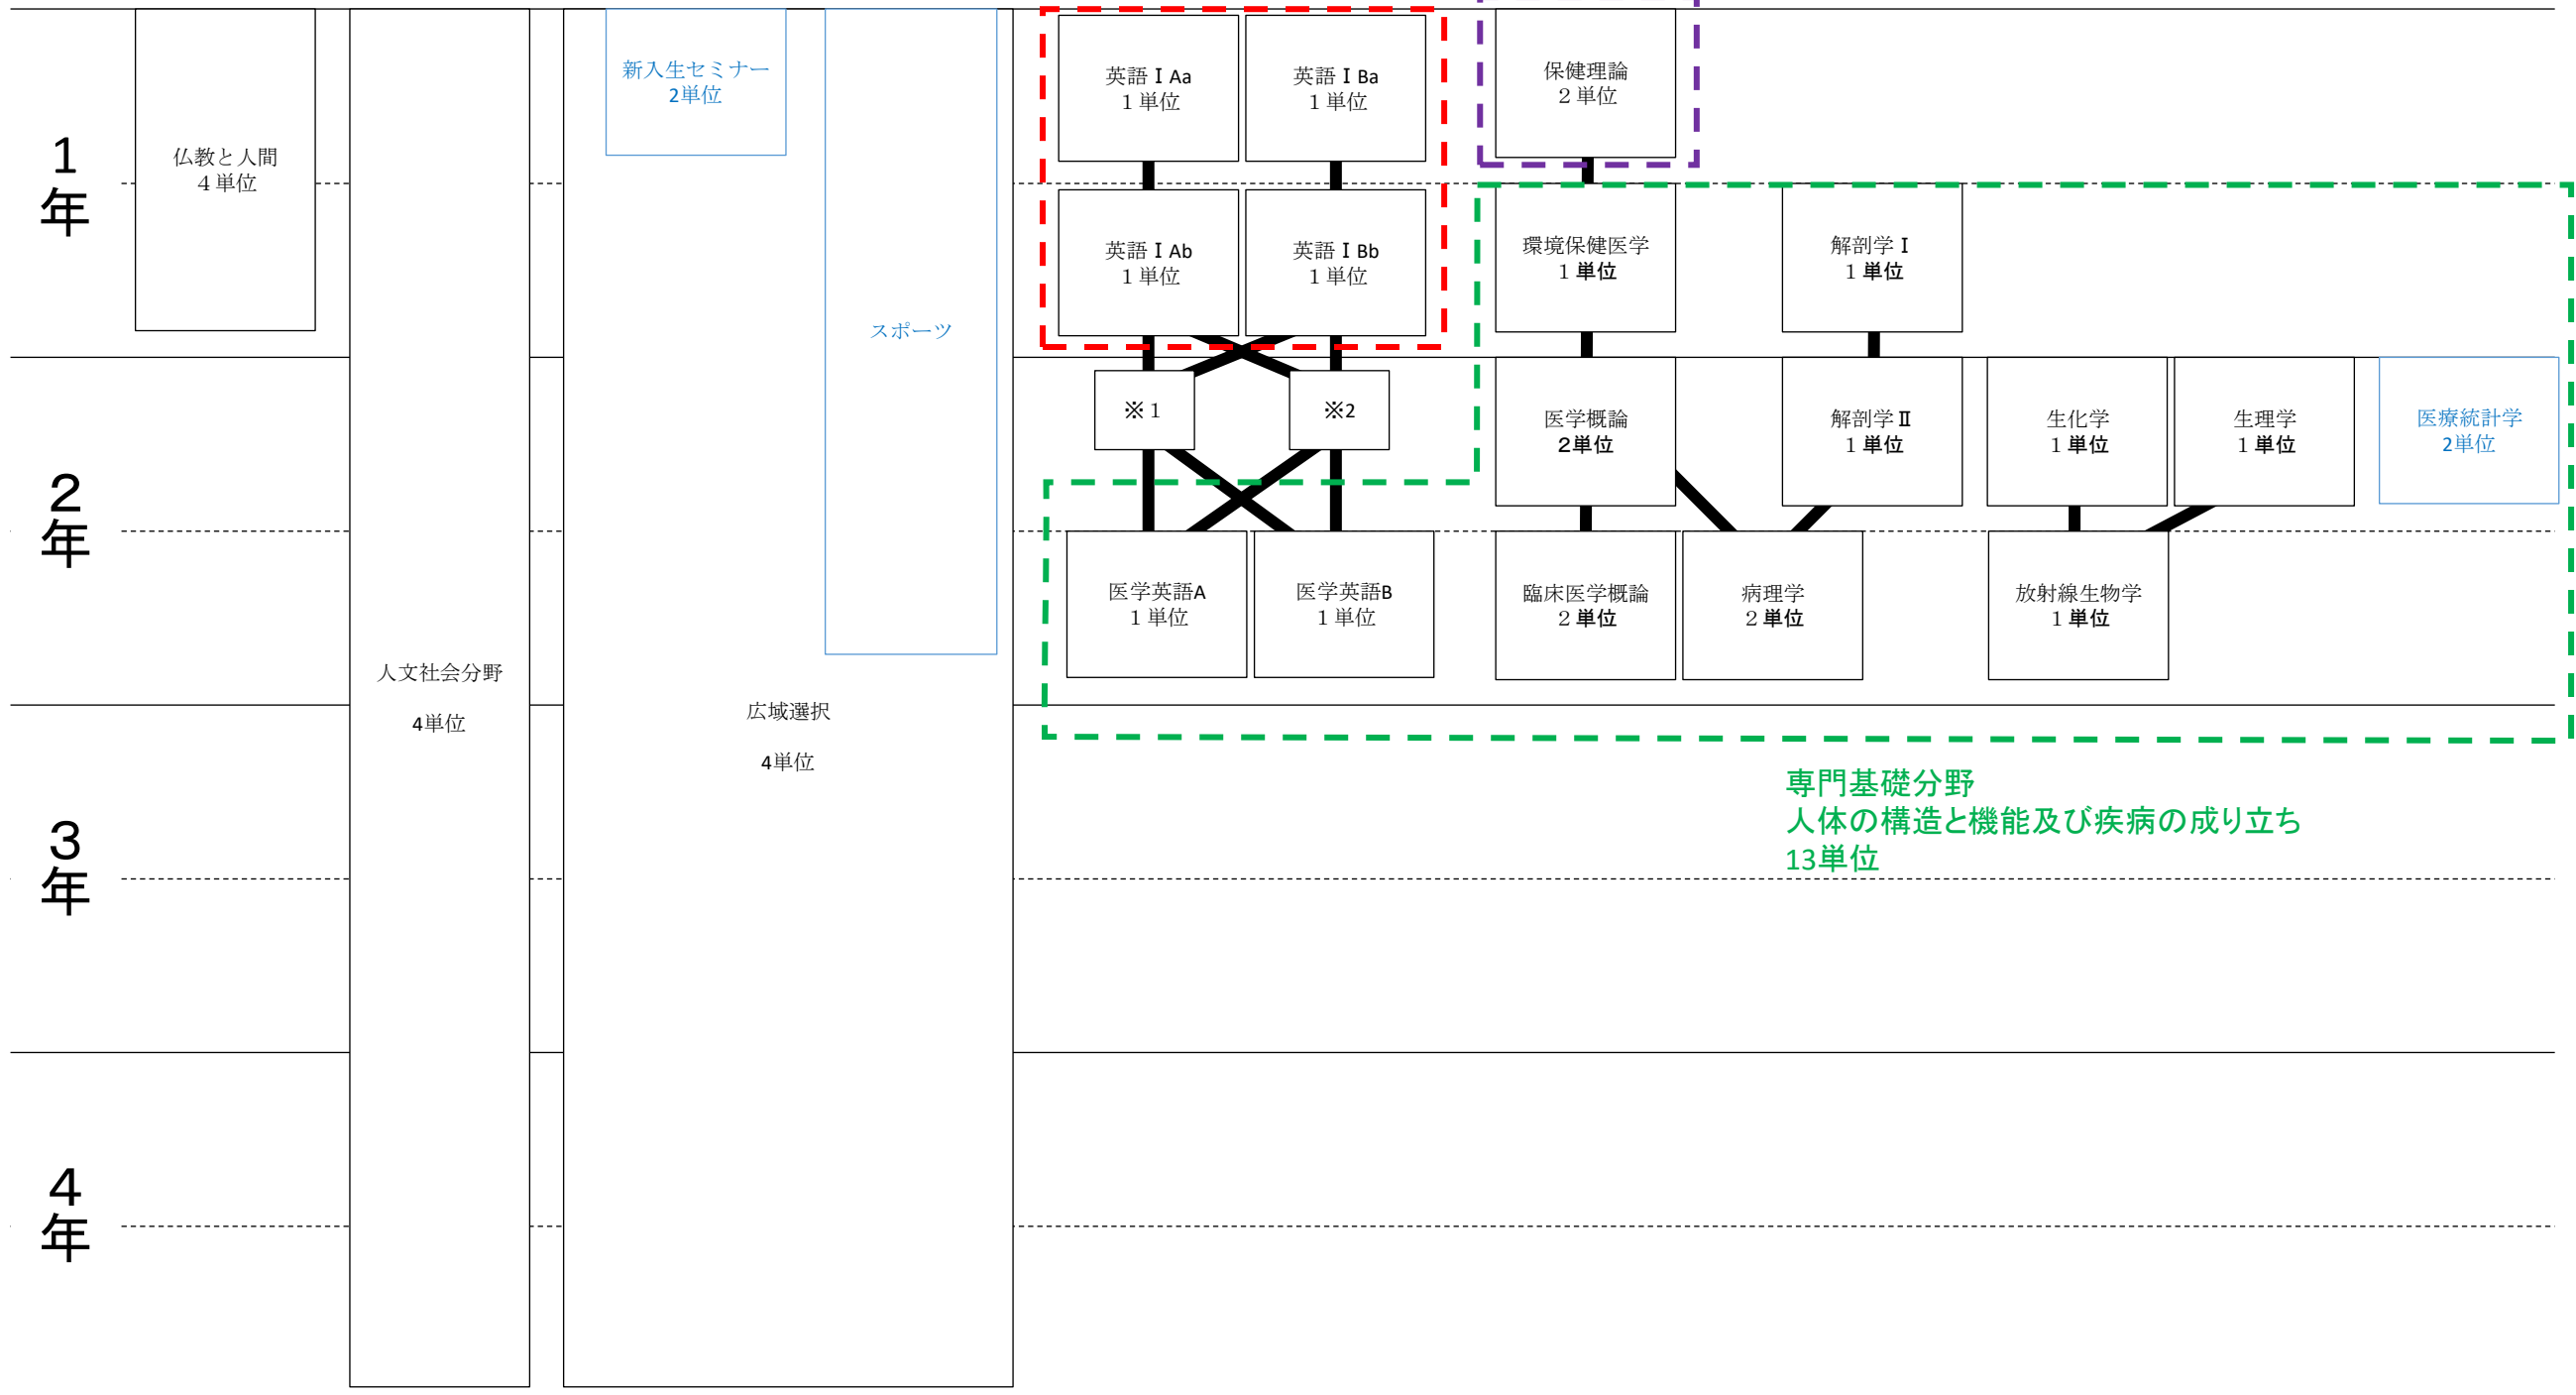 1
年
仏教と人間
４単位
新入生セミナー
2単位
スポーツ
英語ⅠAa
１単位
英語ⅠBa
１単位
保健理論
２単位
英語ⅠAb
１単位
英語ⅠBb
１単位
環境保健医学
１単位
解剖学Ⅰ
１単位
2
年
※１
※2
医学概論
2単位
解剖学Ⅱ
１単位
生化学
１単位
生理学
１単位
医療統計学
2単位
医学英語A
１単位
医学英語B
１単位
臨床医学概論
２単位
病理学
２単位
放射線生物学
１単位
人文社会分野
4単位
広域選択
4単位
専門基礎分野
人体の構造と機能及び疾病の成り立ち
13単位
3
年
4
年